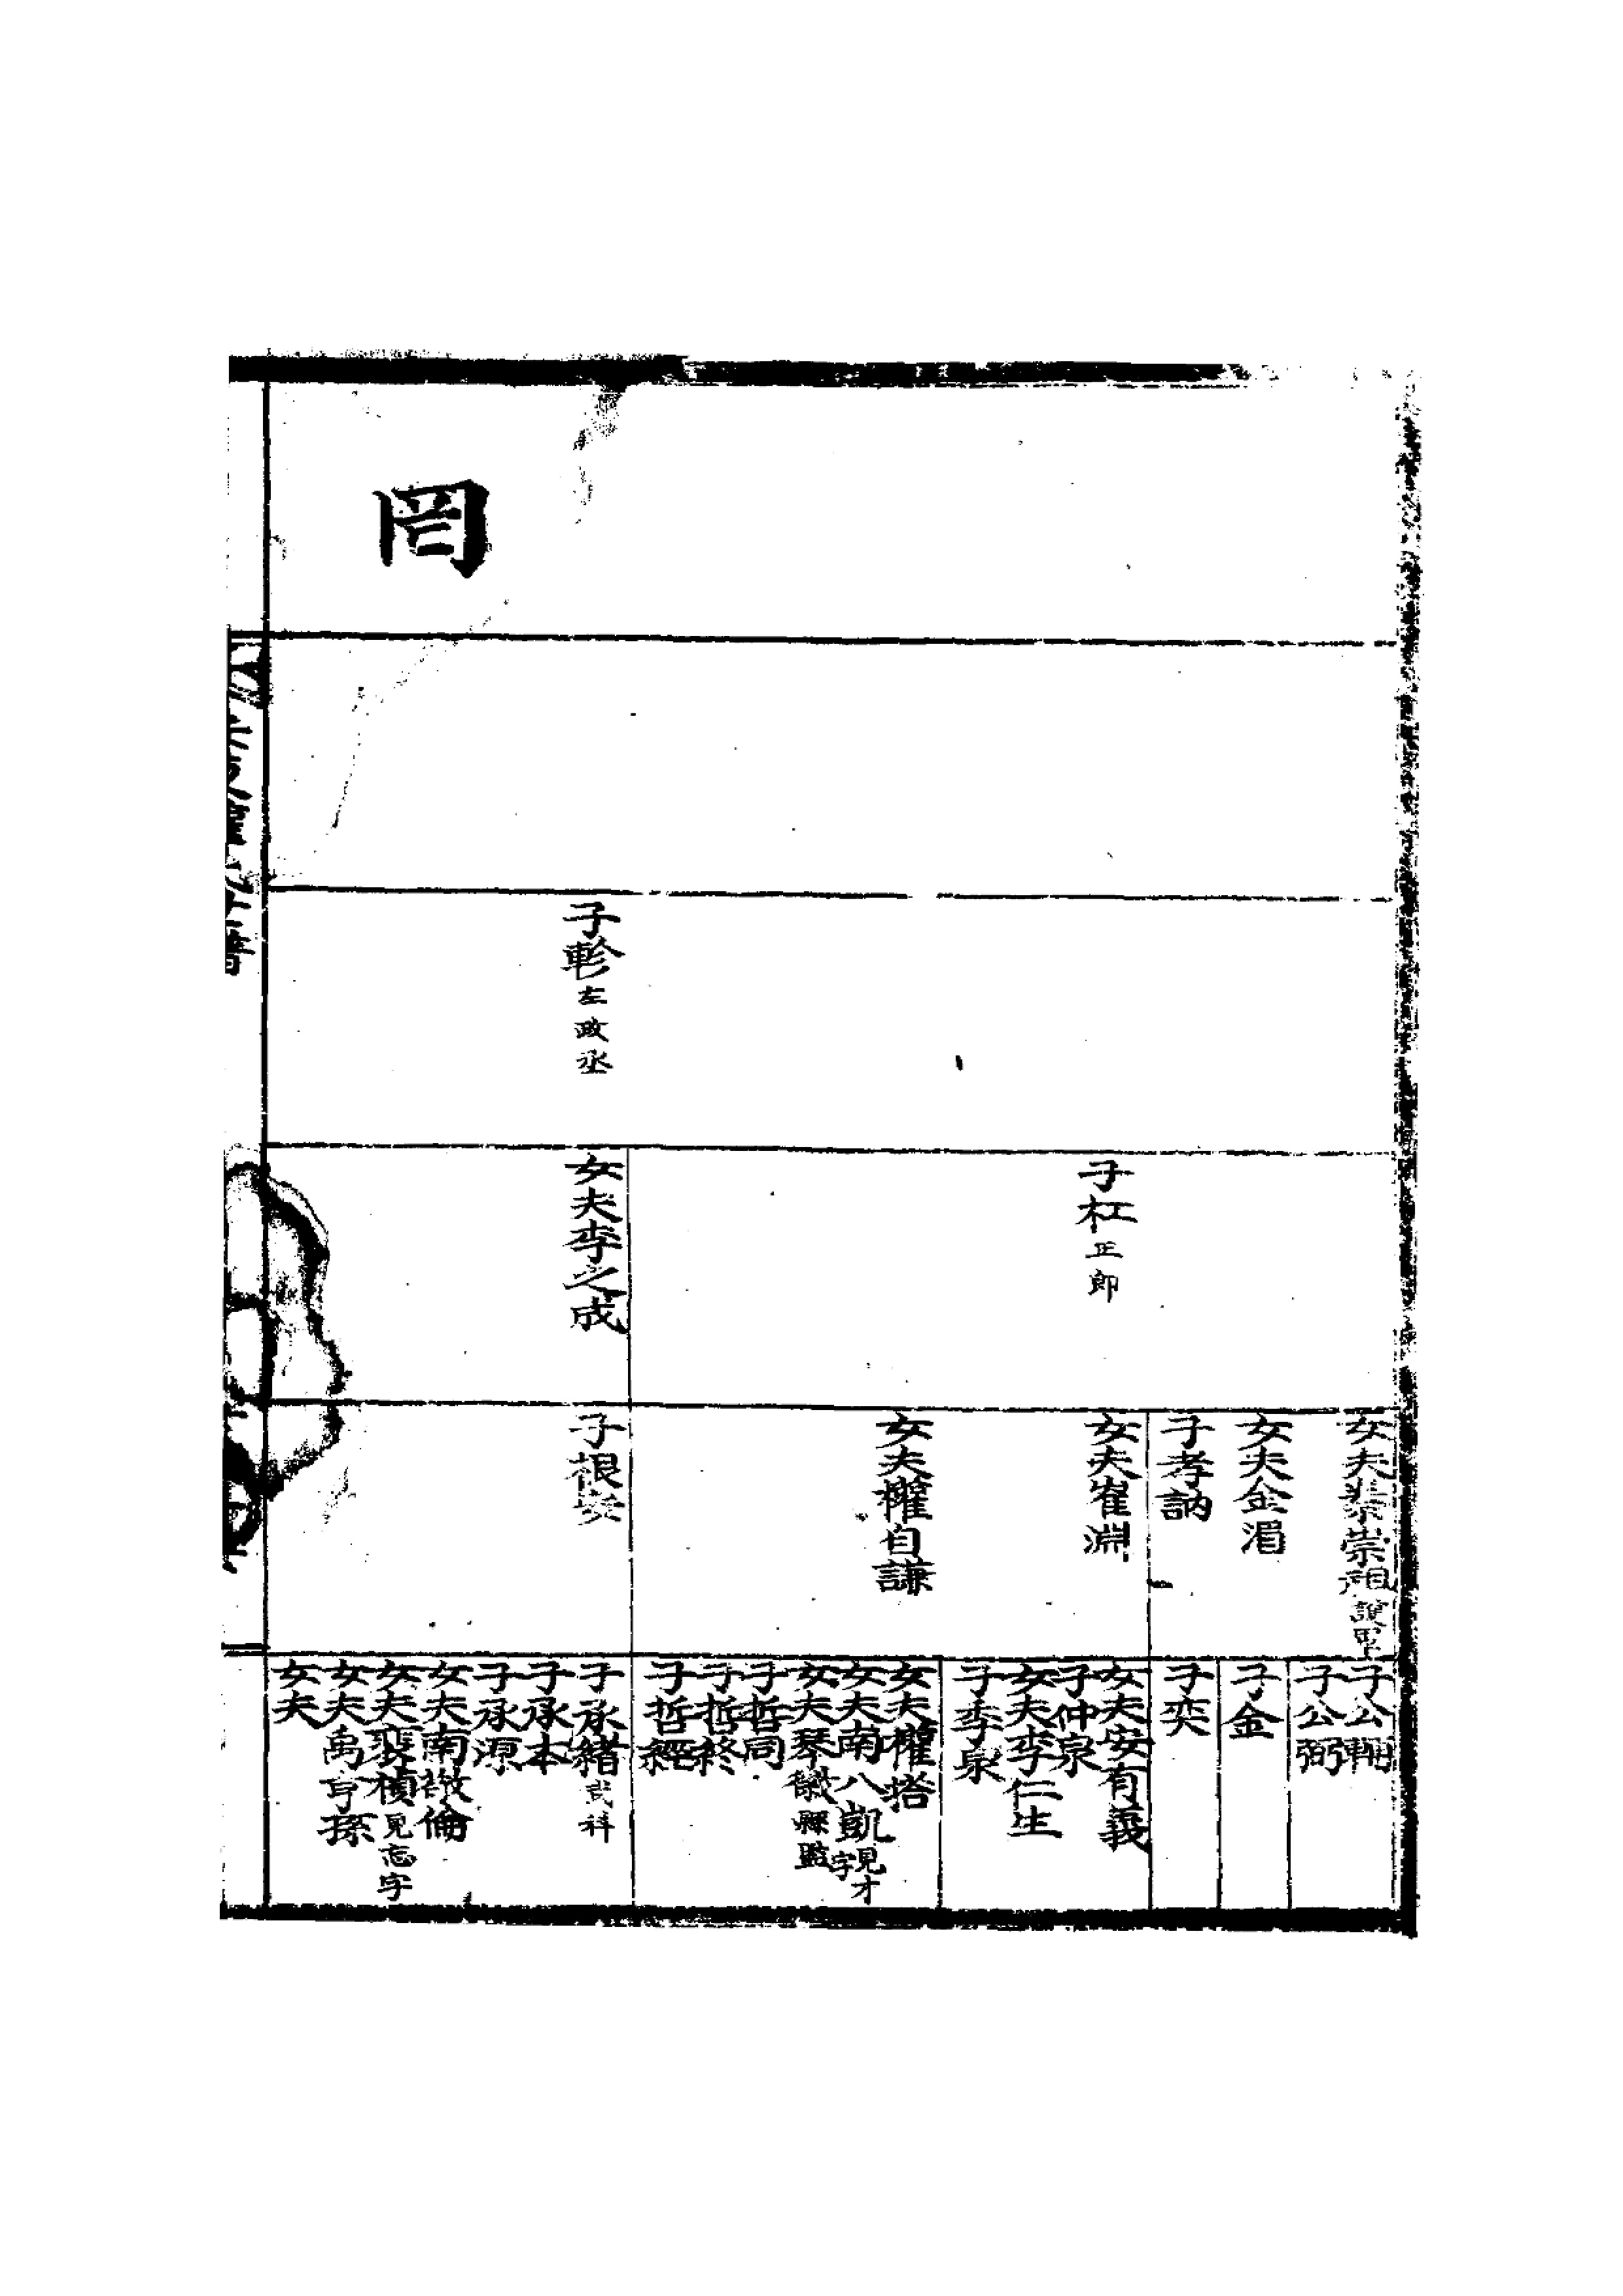 罔
子軫左政丞
子杠正郎
女夫李之成
女夫裴崇祖
女夫金湄
子孝訥
女夫崔淵
女夫權自謙
子根
子公輔
子公弼
子金
子奕
女夫安有義
子仲泉
女夫李仁生
子季泉
女夫權搭
女夫南八凱見才字
女夫琴徽縣監
子哲同
子哲終
子哲經
子承緒武科
子承本
子承源
女夫南倫
女夫裵楨見忘字
女夫禹亨孫
女夫